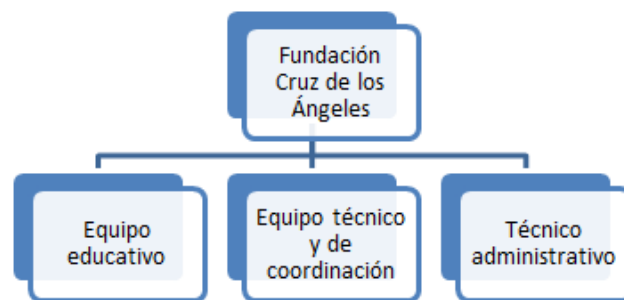 Fundación
Cruz de los
Ángeles
Equipo
educativo
Equipo técnico
y de
coordinación
Técnico
administrativo